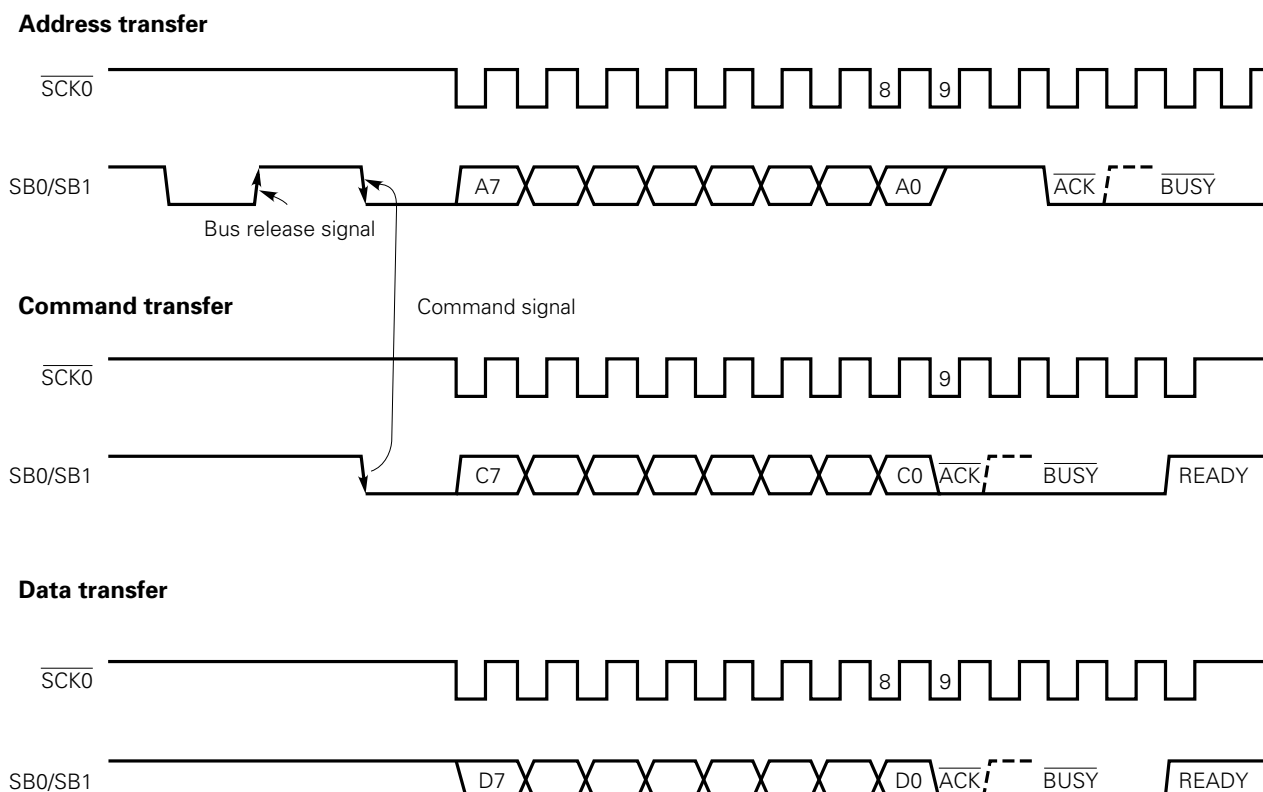 Address transfer
SCK0
8 9
SB0/SB1 A7 A0 ACK BUSY
Bus release signal
Command transfer Command signal
SCK0
9
SB0/SB1 C7 C0 ACK BUSY READY
Data transfer
SCK0
8 9
SB0/SB1 D7 D0 ACK BUSY READY